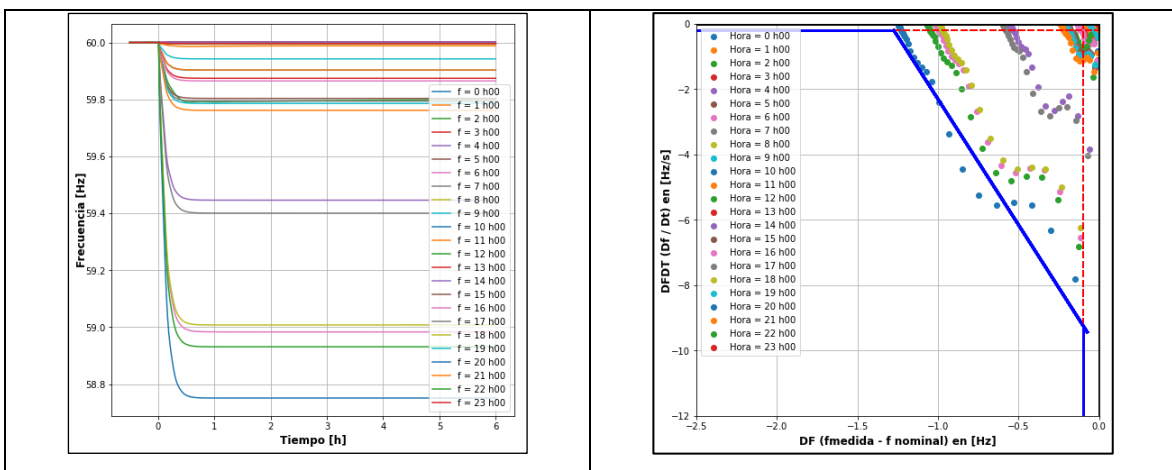 Frecuencia [Hz]
60.0
59.8
59.6
59.4
59.2
59.0
58.8
f = 0 h00
f = 1 h00
f = 2 h00
f = 3 h00
f = 4 h00
f = 5 h00
f = 6 h00
f = 7 h00
f = 8 h00
f = 9 h00
f = 10 h00
f = 11 h00
f = 12 h00
f = 13 h00
f = 14 h00
f = 15 h00
f = 16 h00
f = 17 h00
f = 18 h00
f = 19 h00
f = 20 h00
f = 21 h00
f = 22 h00
f = 23 h00
0 1 2 3 4 5 6
Tiempo [h]
DFDT (Df / Dt) en [Hz/s]
0
−2
−4
−6
−8
−10
−12
Hora = 0 h00
Hora = 1 h00
Hora = 2 h00
Hora = 3 h00
Hora = 4 h00
Hora = 5 h00
Hora = 6 h00
Hora = 7 h00
Hora = 8 h00
Hora = 9 h00
Hora = 10 h00
Hora = 11 h00
Hora = 12 h00
Hora = 13 h00
Hora = 14 h00
Hora = 15 h00
Hora = 16 h00
Hora = 17 h00
Hora = 18 h00
Hora = 19 h00
Hora = 20 h00
Hora = 21 h00
Hora = 22 h00
Hora = 23 h00
−2.5 −2.0 −1.5 −1.0 −0.5 0.0
DF (fmedida - f nominal) en [Hz]